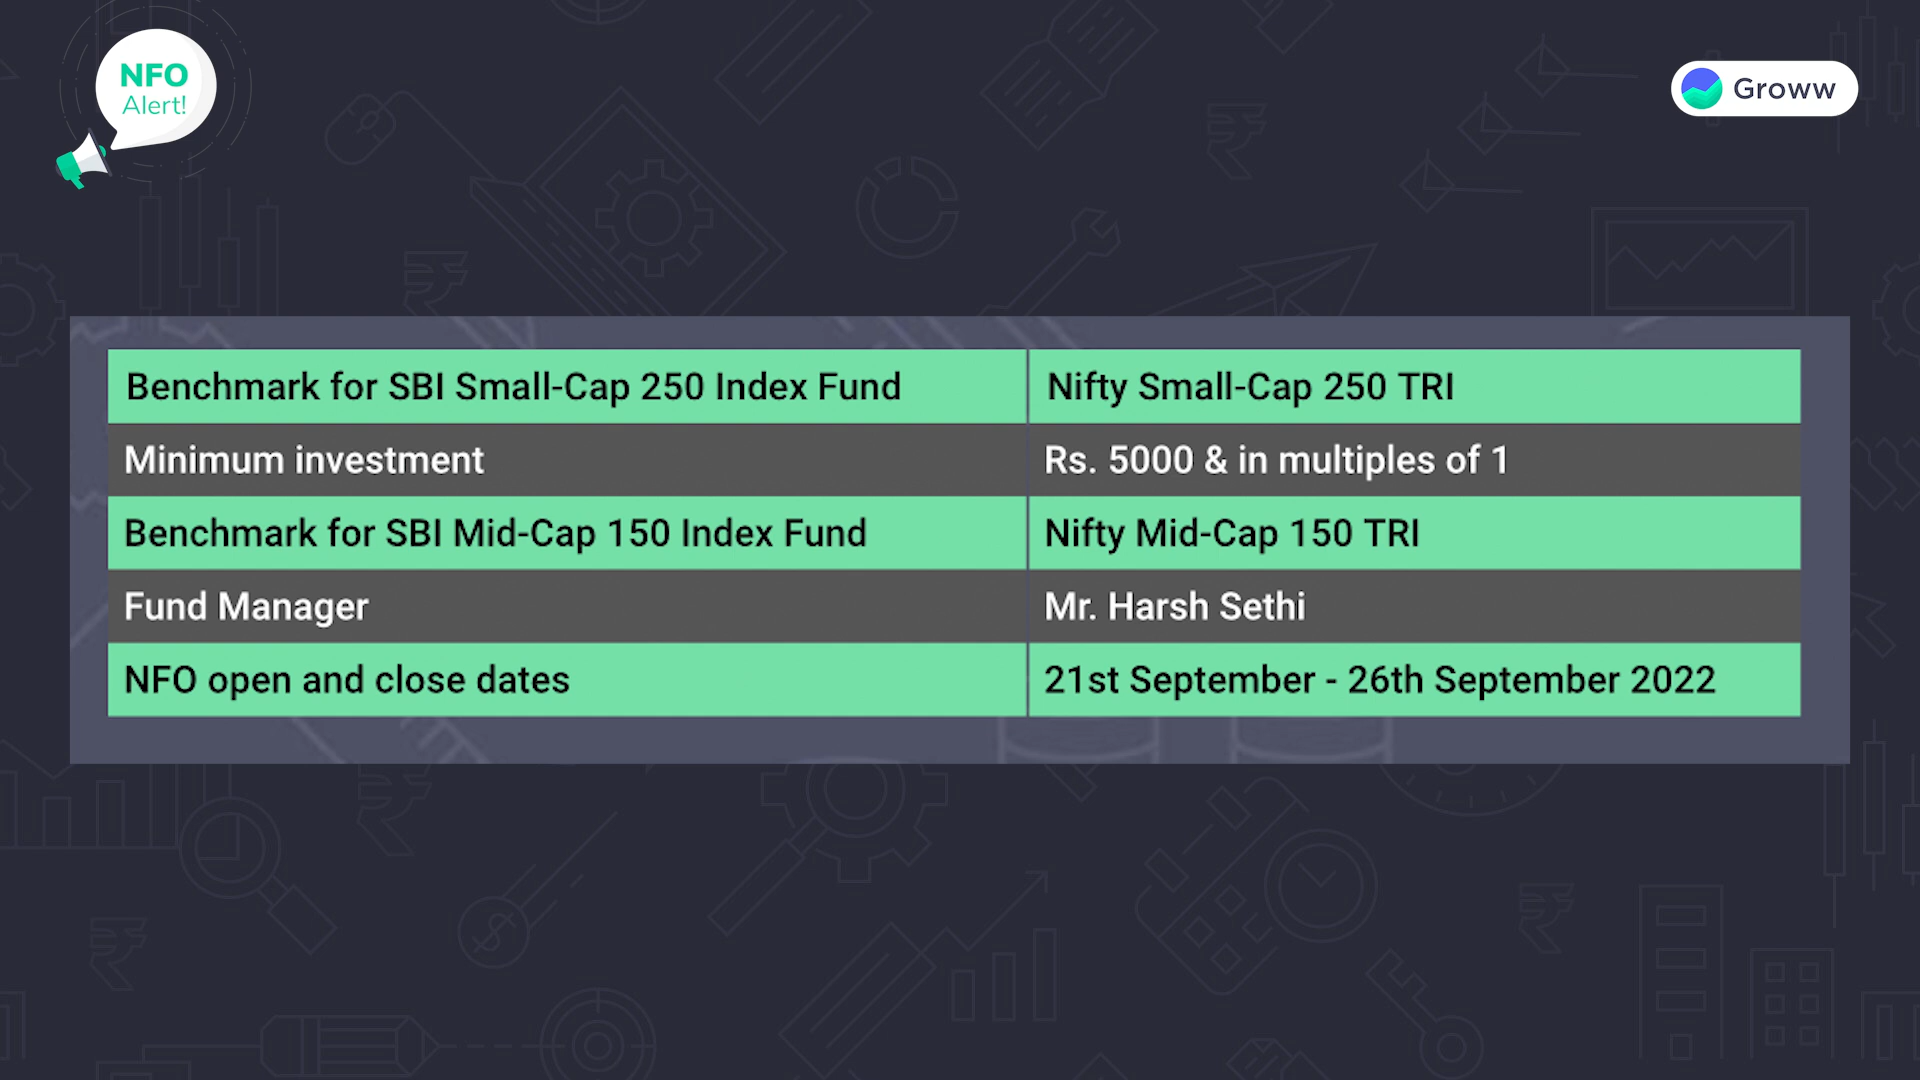 NFO
Alert!
Groww
Benchmark for SBI Small-Cap 250 Index Fund Nifty Small-Cap 250 TRI
Minimum investment Rs. 5000 & in multiples of 1
Benchmark for SBI Mid-Cap 150 Index Fund Nifty Mid-Cap 150 TRI
Fund Manager Mr. Harsh Sethi
NFO open and close dates 21st September - 26th September 2022